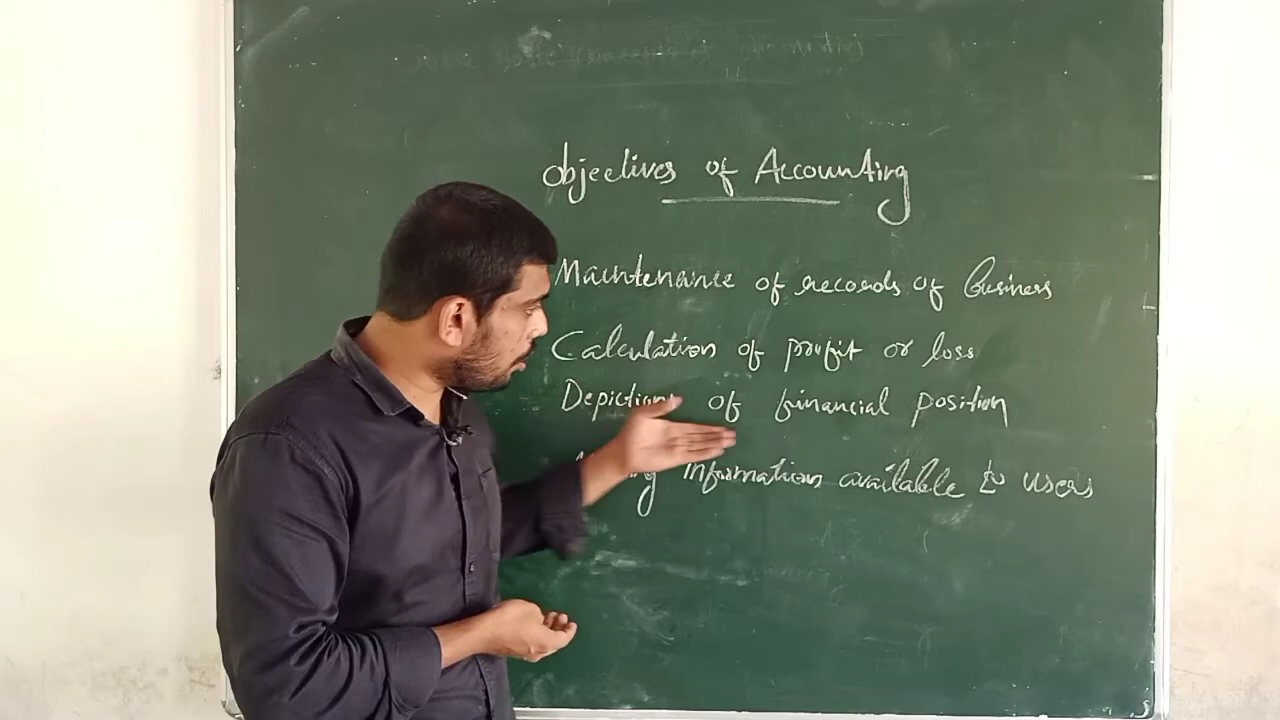 objectives of Accounting
Maintenance of records of business
Calculation of profit or loss
Depiction of financial position
information available to users